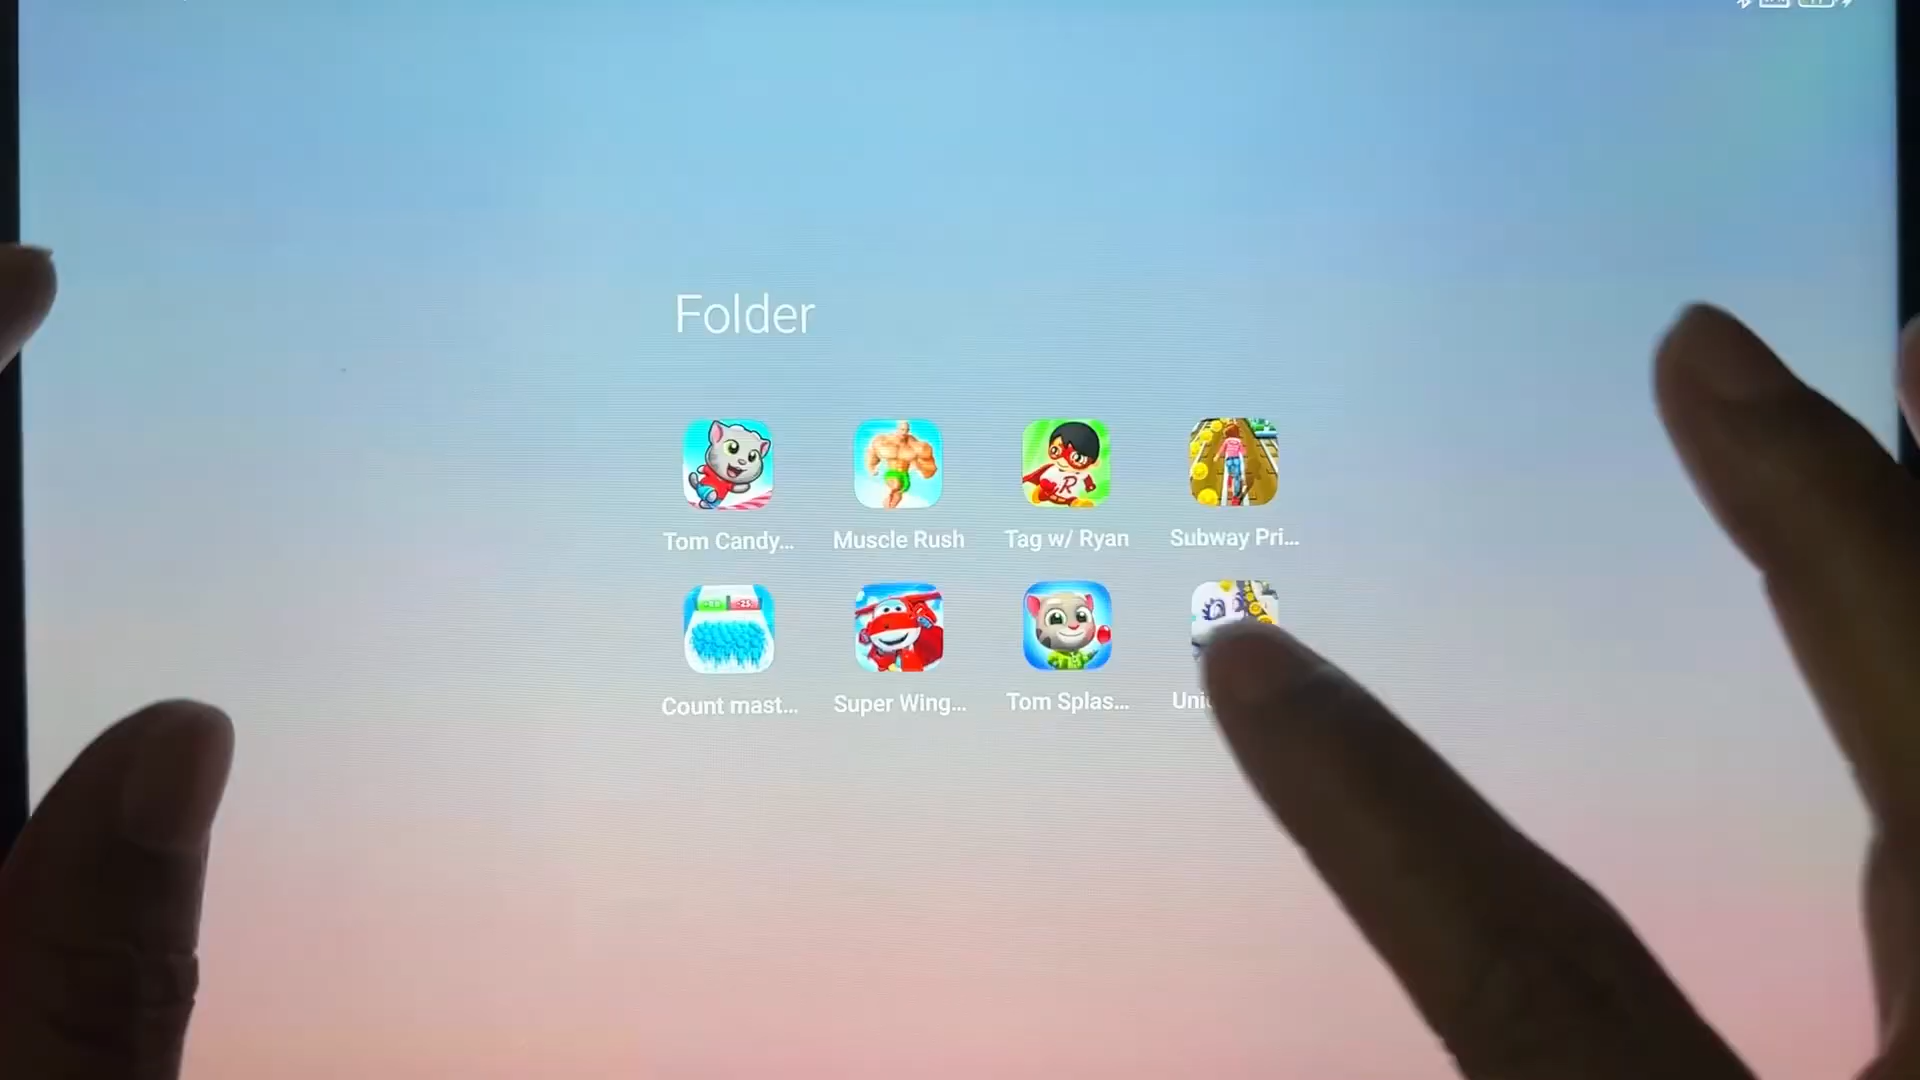 Folder
Tom Candy...
Muscle Rush
Tag w/ Ryan
Subway Pri...
Count mast...
Super Wing...
Tom Splas...